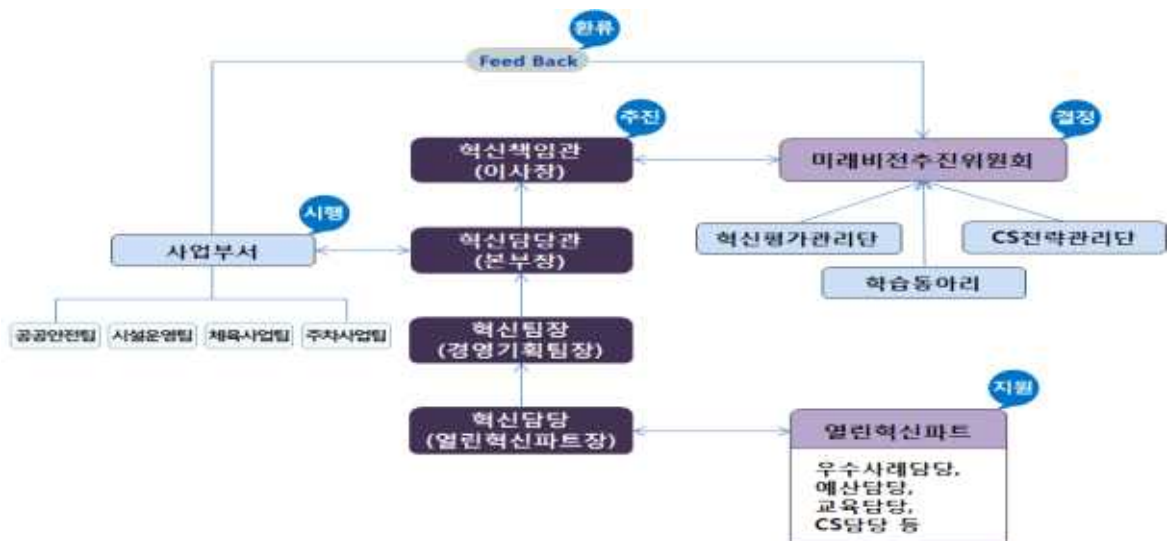 환류
Feed Back
추진
결정
혁신책임관
(이사장)
미래비전추진위원회
시행
사업부서
혁신담당관
(본부장)
혁신평가관리단
CS전략관리단
학습동아리
공공안전팀 시설운영팀 체육사업팀 주차사업팀
혁신팀장
(경영기획팀장)
지원
혁신담당
(열린혁신파트장)
열린혁신파트
우수사례담당,
예산담당,
교육담당,
CS담당 등